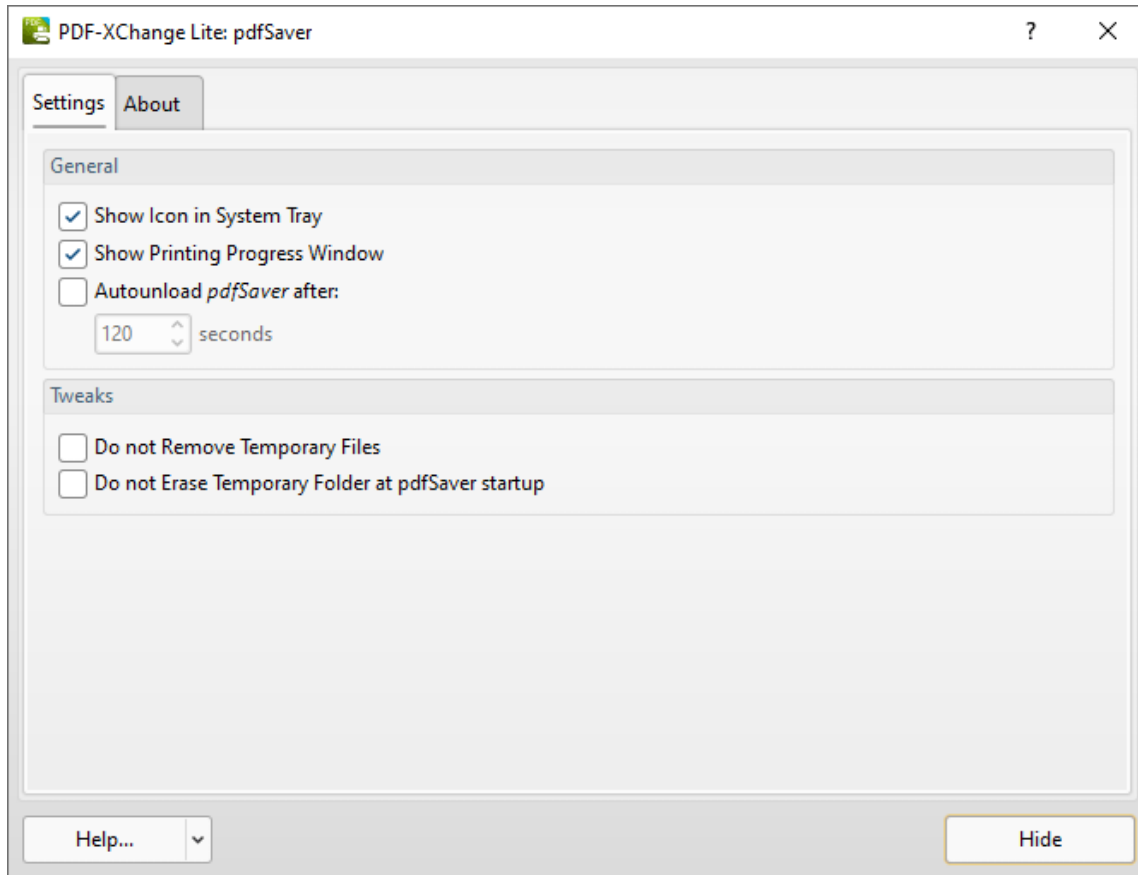 PDF-XChange Lite: pdfSaver
Settings About
General
Show Icon in System Tray
Show Printing Progress Window
Autounload pdfSaver after:
120 seconds
Tweaks
Do not Remove Temporary Files
Do not Erase Temporary Folder at pdfSaver startup
Help... Hide